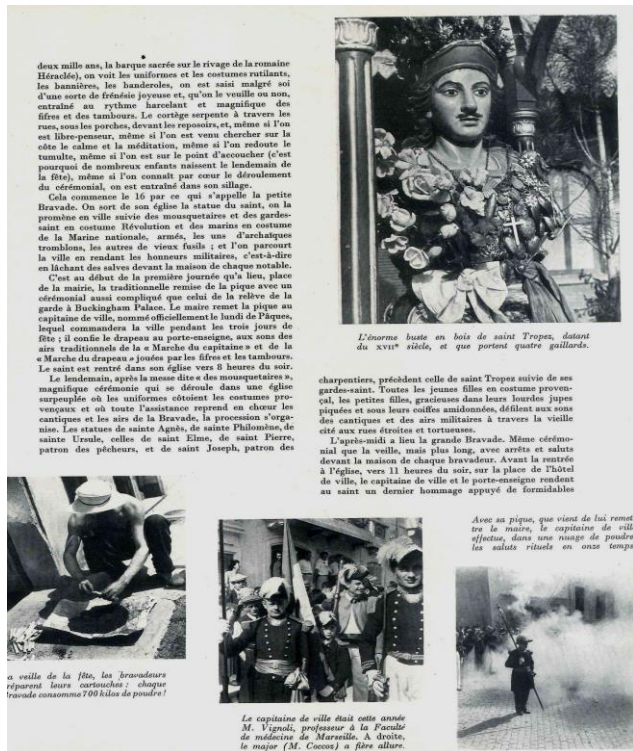 deux mille ans, la barque sacrée sur le rivage de la romaine
Héraclée), on voit les uniformes et les costumes rutilants,
les bannières, les banderoles, on est saisi malgré soi
d'une sorte de frénésie joyeuse et, qu'on le veuille ou non,
entraîné au rythme harcelant et magnifique des
fifres et des tambours. Le cortège serpente à travers les
rues, sous les porches, devant les reposoirs, et, même si l'on
est libre-penseur, même si l'on est venu chercher sur la
côte le calme et la méditation, même si l'on redoute le
tumulte, même si l'on est sur le point d'accoucher (c'est
pourquoi de nombreux enfants naissent le lendemain de
la fête), même si l'on connaît par cœur le déroulement
du cérémonial, on est entraîné dans son sillage.
Cela commence le 16 par ce qui s'appelle la petite
Bravade. On sort de son église la statue du saint, on la
promène en ville suivie des mousquetaires et des gardes-
saint en costume Révolution et des marins en costume
de la Marine nationale, armés, les uns d'archaïques
tromblons, les autres de vieux fusils ; et l'on parcourt
la ville en rendant les honneurs militaires, c'est-à-dire
en lâchant des salves devant la maison de chaque notable.
C'est au début de la première journée qu'a lieu, place
de la mairie, la traditionnelle remise de la pique avec un
cérémonial aussi compliqué que celui de la relève de la
garde à Buckingham Palace. Le maire remet la pique au
capitaine de ville, nommé officiellement le lundi de Pâques,
lequel commandera la ville pendant les trois jours de
fête ; il confie le drapeau au porte-enseigne, aux sons des
airs traditionnels de la « Marche du capitaine » et de la
« Marche du drapeau » jouées par les fifres et les tambours.
Le saint est rentré dans son église vers 8 heures du soir.
Le lendemain, après la messe dite « des mousquetaires »,
magnifique cérémonie qui se déroule dans une église
surpeuplée où les uniformes côtoient les costumes pro-
vençaux et où toute l'assistance reprend en chœur les
cantiques et les airs de la Bravade, la procession s'orga-
nise. Les statues de sainte Agnès, de sainte Philomène, de
sainte Ursule, celles de saint Elme, de saint Pierre,
patron des pêcheurs, et de saint Joseph, patron des
L'énorme buste en bois de saint Tropez, datant
du XVIIe siècle, et que portent quatre gaillards.
charpentiers, précèdent celle de saint Tropez suivie de ses
gardes-saint. Toutes les jeunes filles en costume proven-
çal, les petites filles, gracieuses dans leurs lourdes jupes
piquées et sous leurs coiffes amidonnées, défilent aux sons
des cantiques et des airs militaires à travers la vieille
cité aux rues étroites et tortueuses.
L'après-midi a lieu la grande Bravade. Même cérémo-
nial que la veille, mais plus long, avec arrêts et saluts
devant la maison de chaque bravadeur. Avant la rentrée
à l'église, vers 11 heures du soir, sur la place de l'hôtel
de ville, le capitaine de ville et le porte-enseigne rendent
au saint un dernier hommage appuyé de formidables
a veille de la fête, les bravadeurs
réparent leurs cartouches : chaque
ravade consomme 700 kilos de poudre !
Le capitaine de ville était cette année
M. Vignoli, professeur à la Faculté
de médecine de Marseille. A droite,
le major (M. Coccoz) a fière allure.
Avec sa pique, que vient de lui remet
tre le maire, le capitaine de vill
effectue, dans une nuage de poudre
les saluts rituels en onze temps